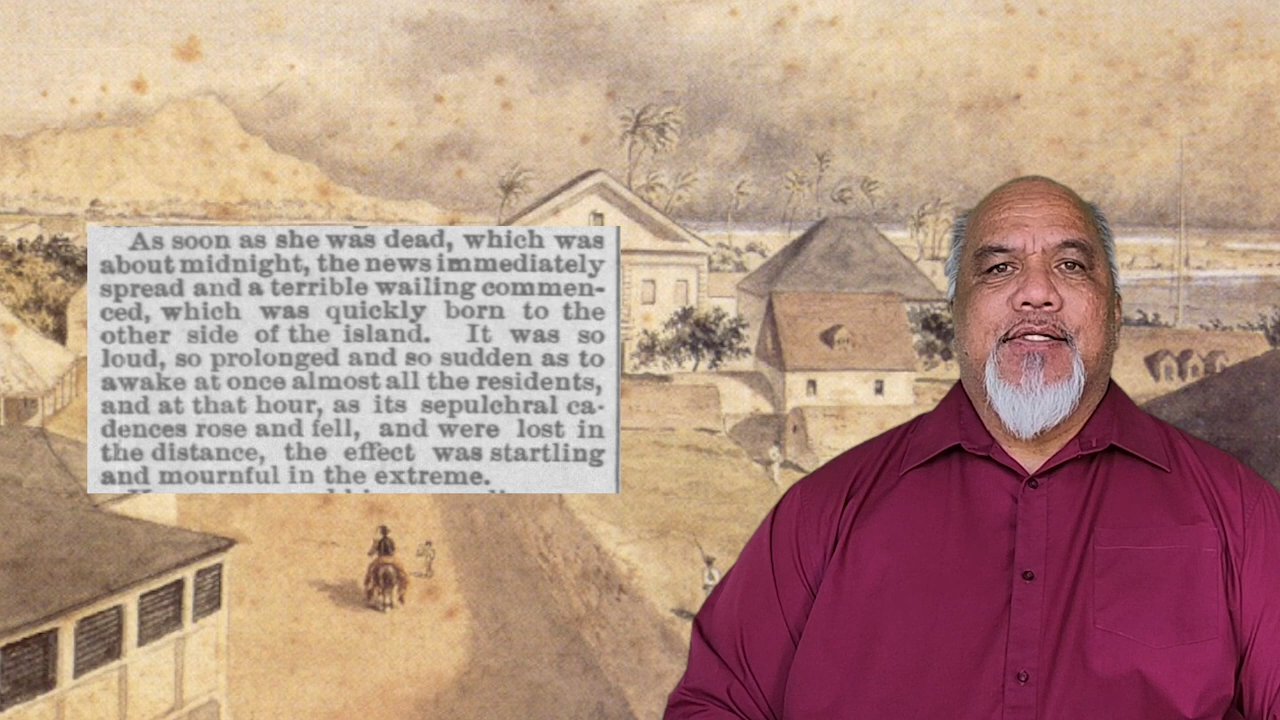 As soon as she was dead, which was
about midnight, the news immediately
spread and a terrible wailing commen-
ced, which was quickly born to the
other side of the island. It was so
loud, so prolonged and so sudden as to
awake at once almost all the residents,
and at that hour, as its sepulchral ca-
dences rose and fell, and were lost in
the distance, the effect was startling
and mournful in the extreme.